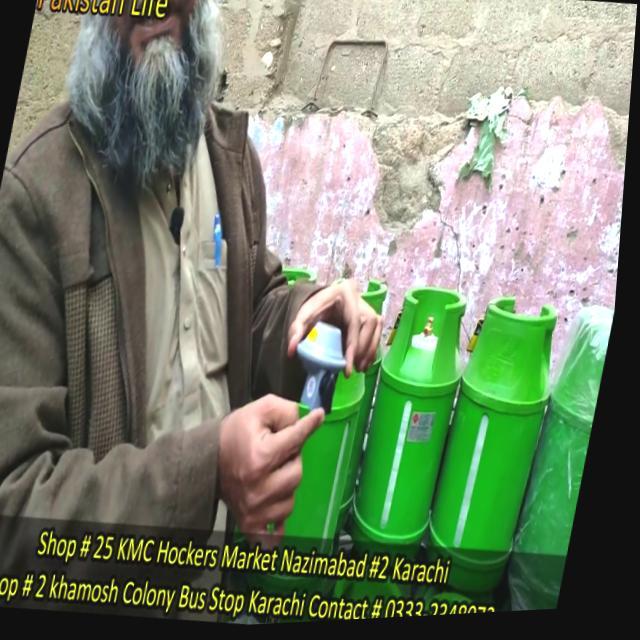 Pakistan Life
Shop # 25 KMC Hockers Market Nazimabad #2 Karachi
op # 2 khamosh Colony Bus Stop Karachi Contact # 0333-2348072